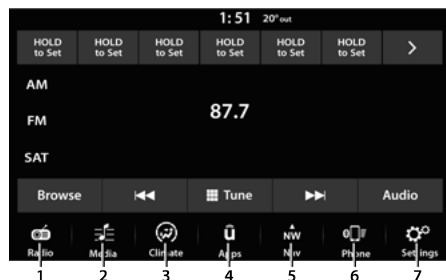 1:51 20° out
HOLD to Set HOLD to Set HOLD to Set HOLD to Set HOLD to Set HOLD to Set >
AM
87.7
FM
SAT
Browse Tune Audio
NW
Radio Media Climate Apps Nav Phone Settings
1 2 3 4 5 6 7